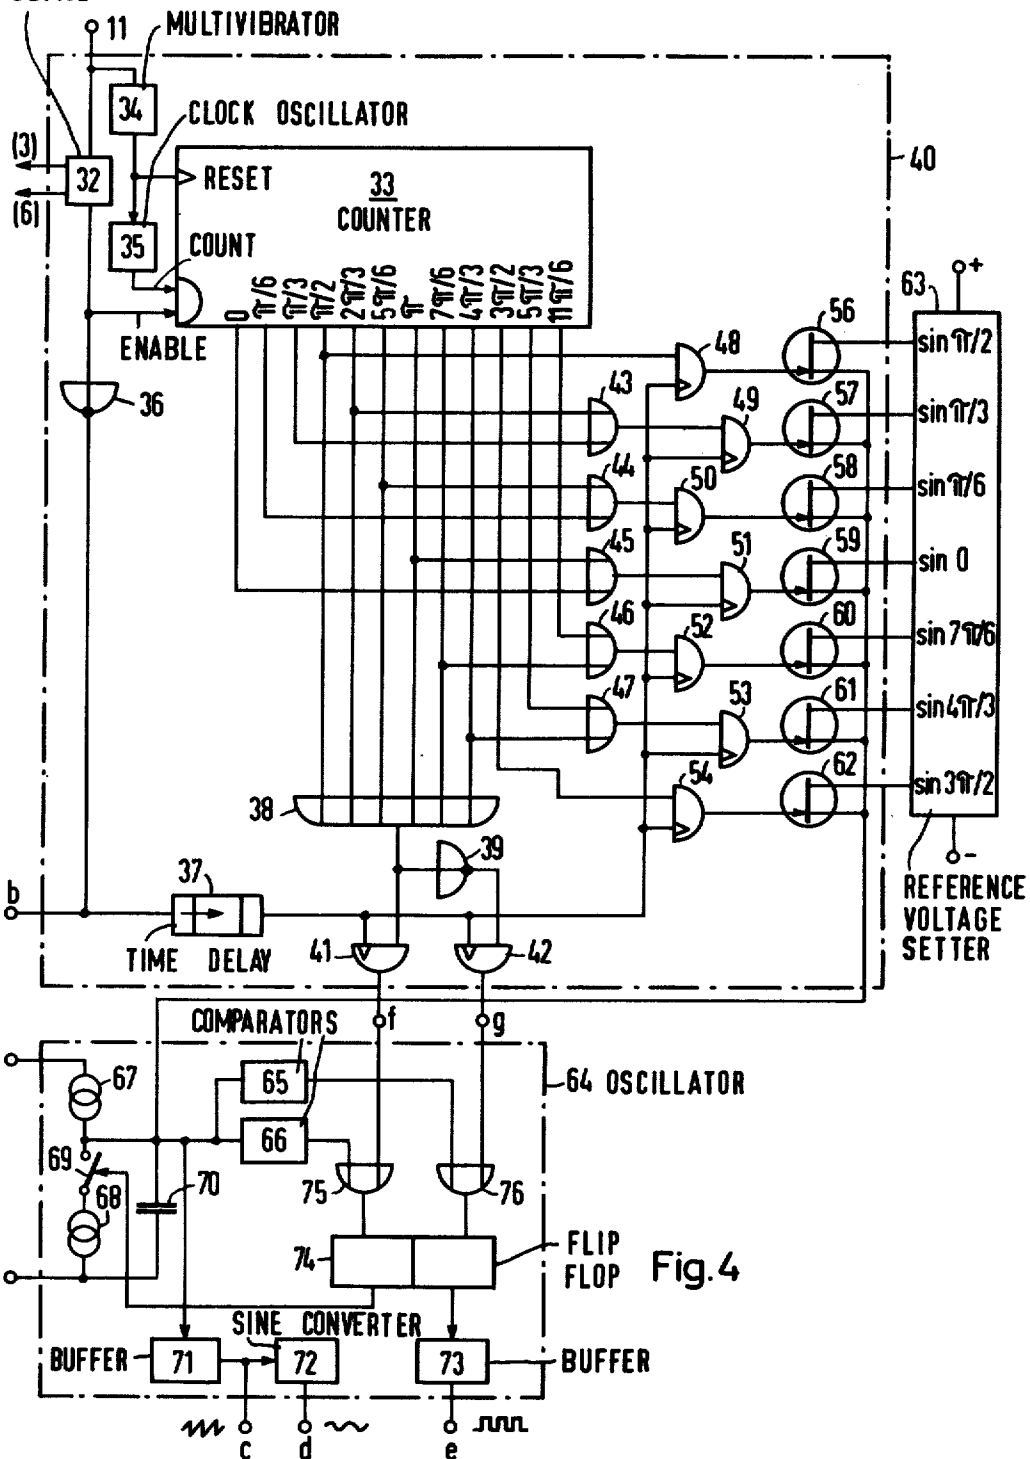 11
MULTIVIBRATOR
34
CLOCK OSCILLATOR
(3)
32
RESET
33
COUNTER
40
(6)
35
COUNT
0
π/6
π/3
π/2
2π/3
5π/6
π
7π/6
4π/3
3π/2
5π/3
11π/6
ENABLE
36
63
+
48
56
sin π/2
43
49
57
sin π/3
44
50
58
sin π/6
45
51
59
sin 0
46
52
60
sin 7π/6
47
53
61
sin 4π/3
54
62
sin 3π/2
-
38
39
REFERENCE
VOLTAGE
SETTER
b
37
TIME DELAY
41
42
COMPARATORS
f
g
67
65
64 OSCILLATOR
66
69
68
70
75
76
74
FLIP
FLOP
Fig.4
SINE CONVERTER
BUFFER
71
72
73
BUFFER
c
d
e